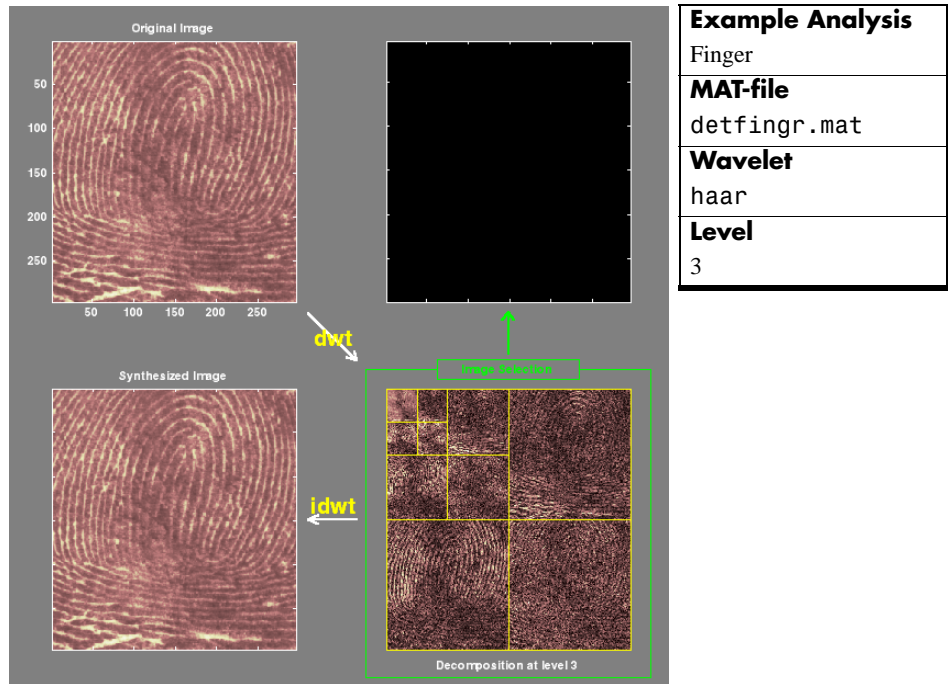 Original Image
50
100
150
200
250
50 100 150 200 250
dwt
Synthesized Image
idwt
Image Selection
Decomposition at level 3
Example Analysis
Finger
MAT-file
detfingr.mat
Wavelet
haar
Level
3